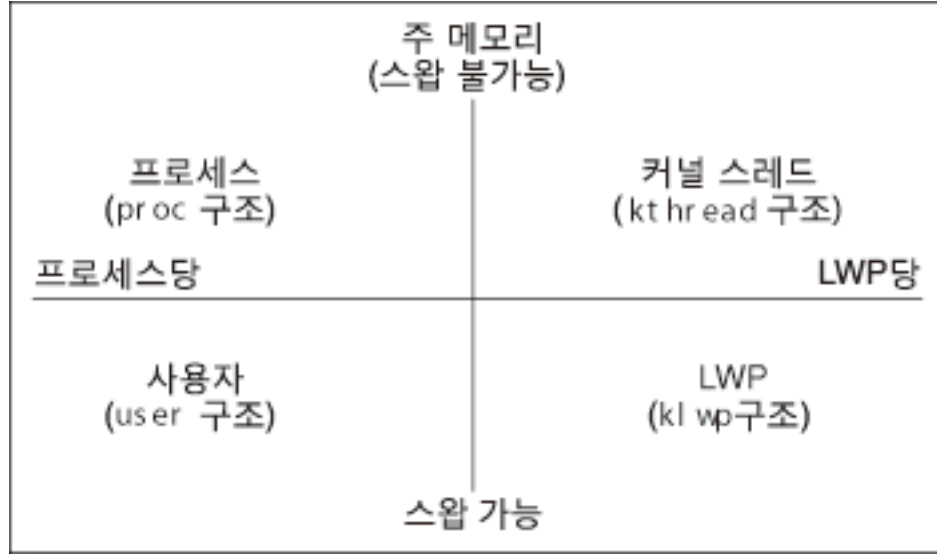 주 메모리
(스왑 불가능)
프로세스
(proc 구조)
커널 스레드
(kthread 구조)
프로세스당
LWP당
사용자
(user 구조)
LWP
(klwp구조)
스왑 가능